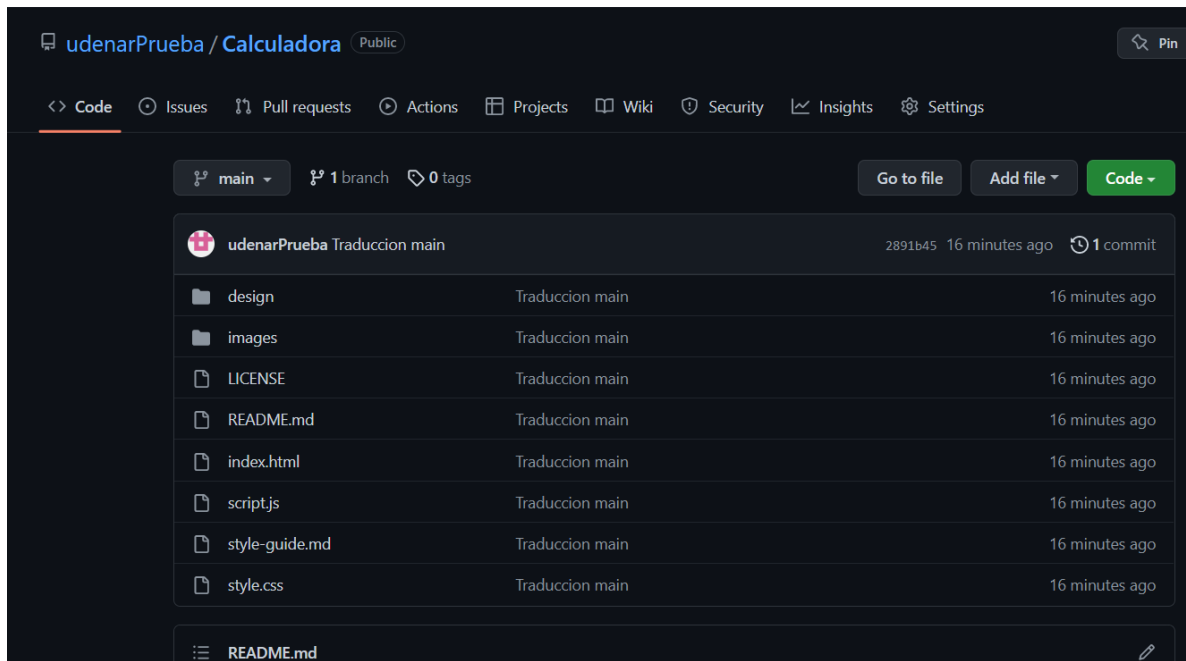 udenarPrueba / Calculadora Public Pin
Code Issues Pull requests Actions Projects Wiki Security Insights Settings
main 1 branch 0 tags Go to file Add file Code
udenarPrueba Traduccion main 2891b45 16 minutes ago 1 commit
design Traduccion main 16 minutes ago
images Traduccion main 16 minutes ago
LICENSE Traduccion main 16 minutes ago
README.md Traduccion main 16 minutes ago
index.html Traduccion main 16 minutes ago
script.js Traduccion main 16 minutes ago
style-guide.md Traduccion main 16 minutes ago
style.css Traduccion main 16 minutes ago
README.md